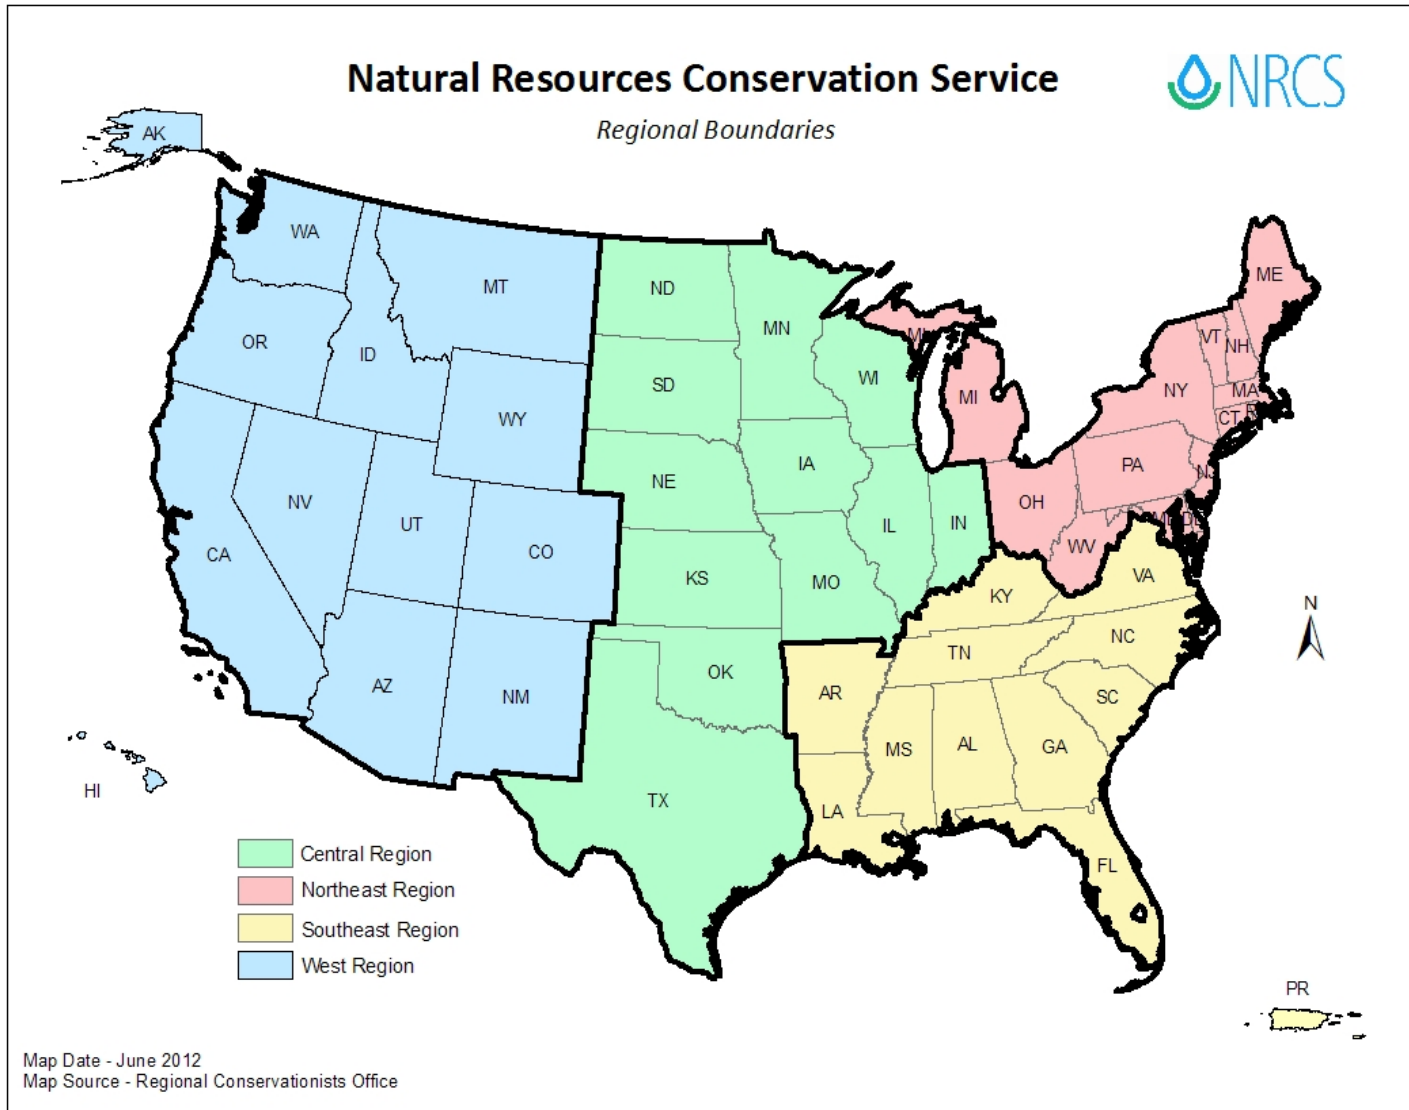 Natural Resources Conservation Service
NRCS
Regional Boundaries
AK
WA
MT
ND
MN
ME
OR
ID
SD
WI
MI
MI
VT
NH
NY
MA
WY
CT
NE
IA
PA
NJ
NV
UT
OH
IL
IN
MD
DE
CA
CO
KS
MO
WV
VA
KY
N
AZ
NM
OK
TN
NC
AR
SC
MS
AL
GA
HI
TX
LA
FL
Central Region
Northeast Region
Southeast Region
West Region
PR
Map Date - June 2012
Map Source - Regional Conservationists Office